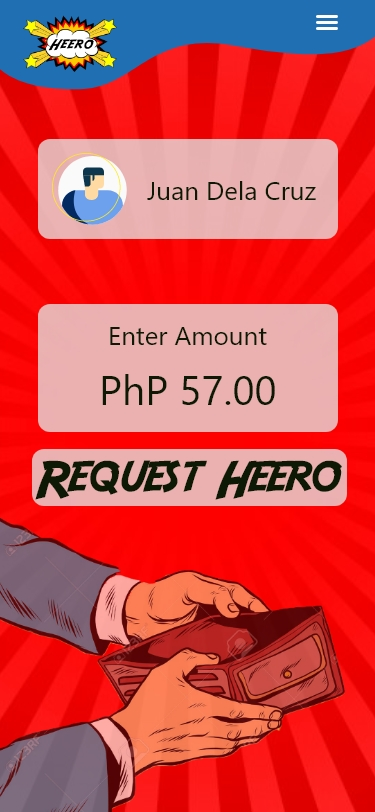 HEERO
Juan Dela Cruz
Enter Amount
PhP 57.00
REQUEST HEERO